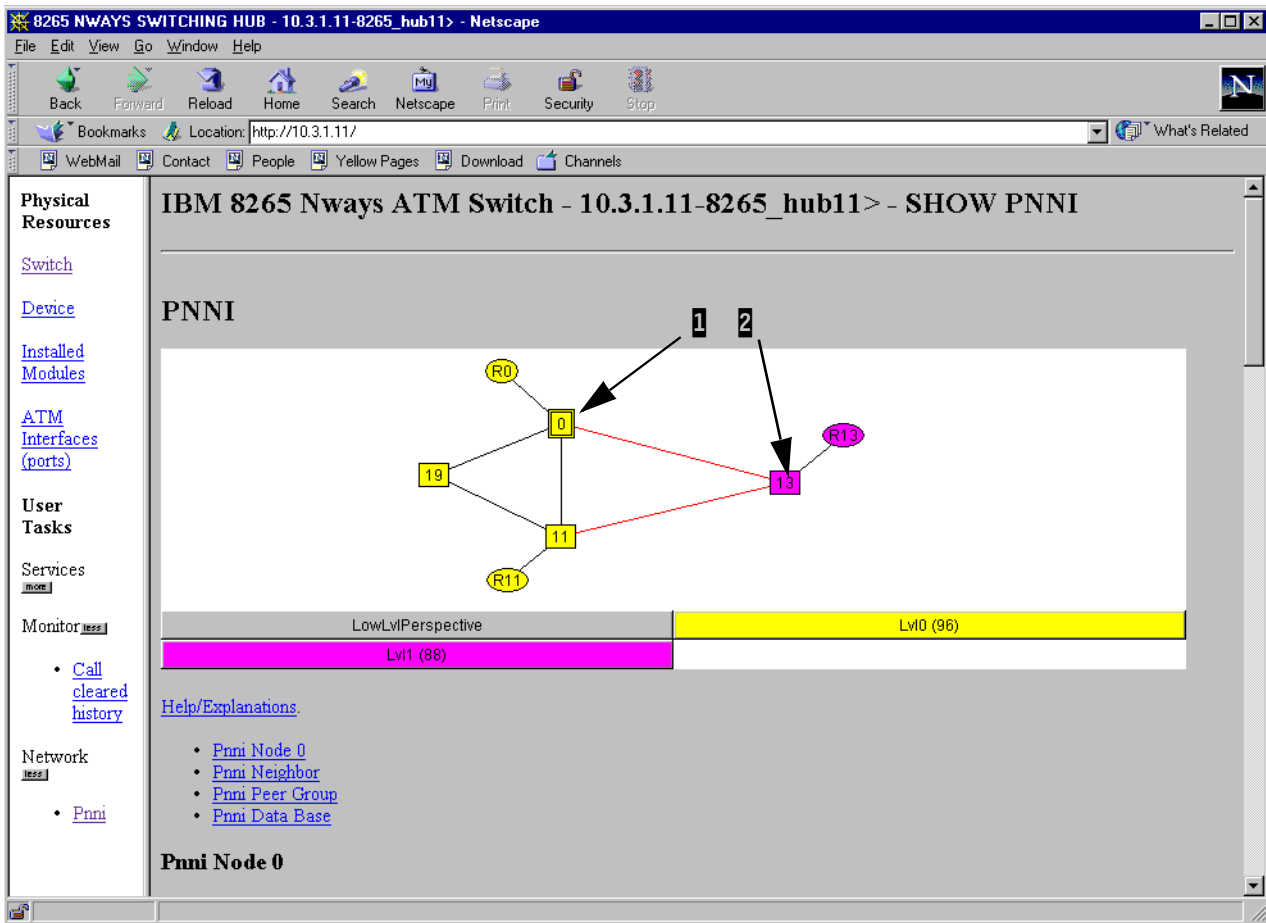 8265 NWAYS SWITCHING HUB - 10.3.1.11-8265_hub11> - Netscape
File Edit View Go Window Help
Back Forward Reload Home Search Netscape Print Security Stop
My
N
Bookmarks Location: http://10.3.1.11/ What's Related
WebMail Contact People Yellow Pages Download Channels
Physical
Resources
Switch
Device
Installed
Modules
ATM
Interfaces
(ports)
User
Tasks
Services
more
Monitor less
Call
cleared
history
Network
less
Pnni
IBM 8265 Nways ATM Switch - 10.3.1.11-8265_hub11> - SHOW PNNI
PNNI
1 2
R0
0
R13
19
13
11
R11
LowLvlPerspective Lvl0 (96)
Lvl1 (88)
Help/Explanations.
Pnni Node 0
Pnni Neighbor
Pnni Peer Group
Pnni Data Base
Pnni Node 0